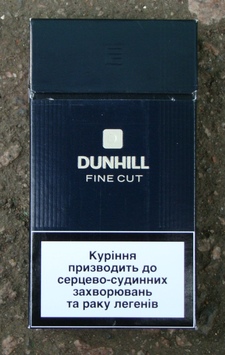 DUNHILL
FINE CUT
Куріння
призводить до
серцево-судинних
захворювань
та раку легенів